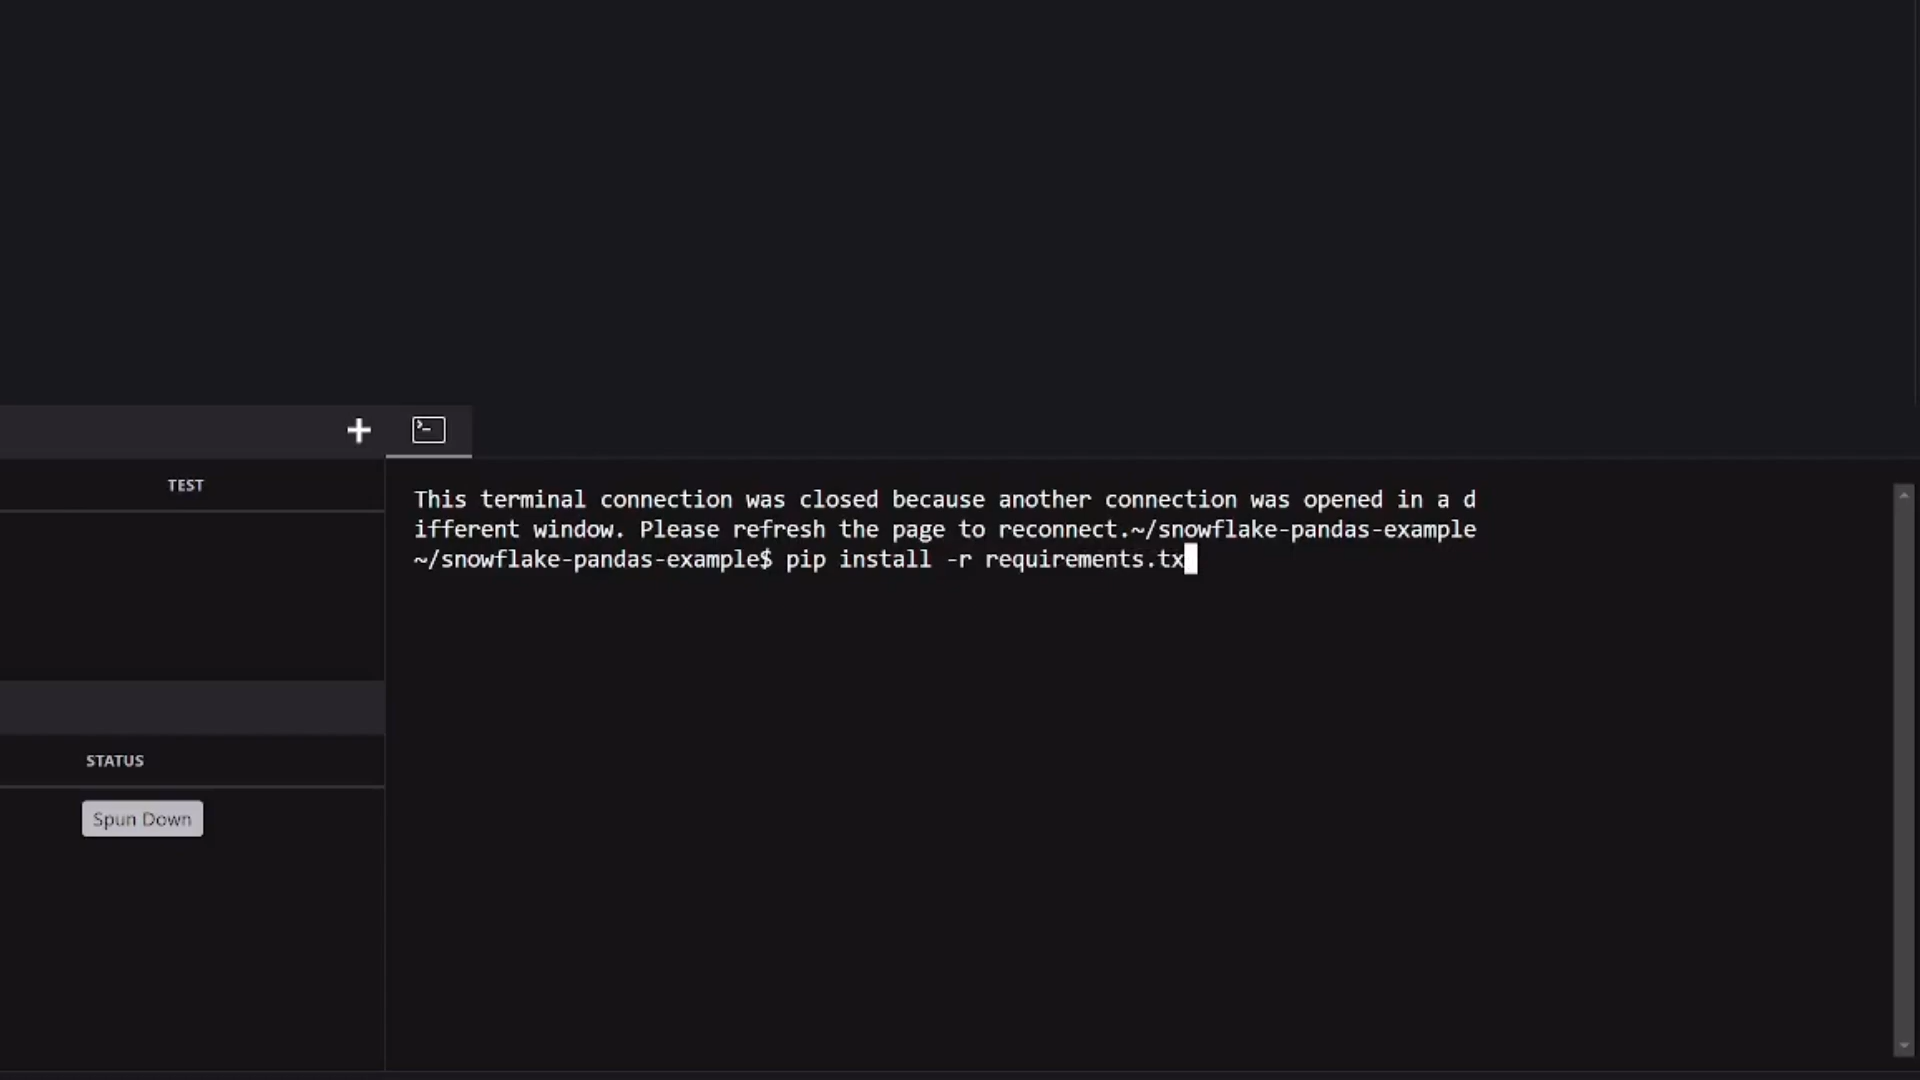 TEST
This terminal connection was closed because another connection was opened in a d
ifferent window. Please refresh the page to reconnect.~/snowflake-pandas-example
~/snowflake-pandas-example$ pip install -r requirements.tx
STATUS
Spun Down